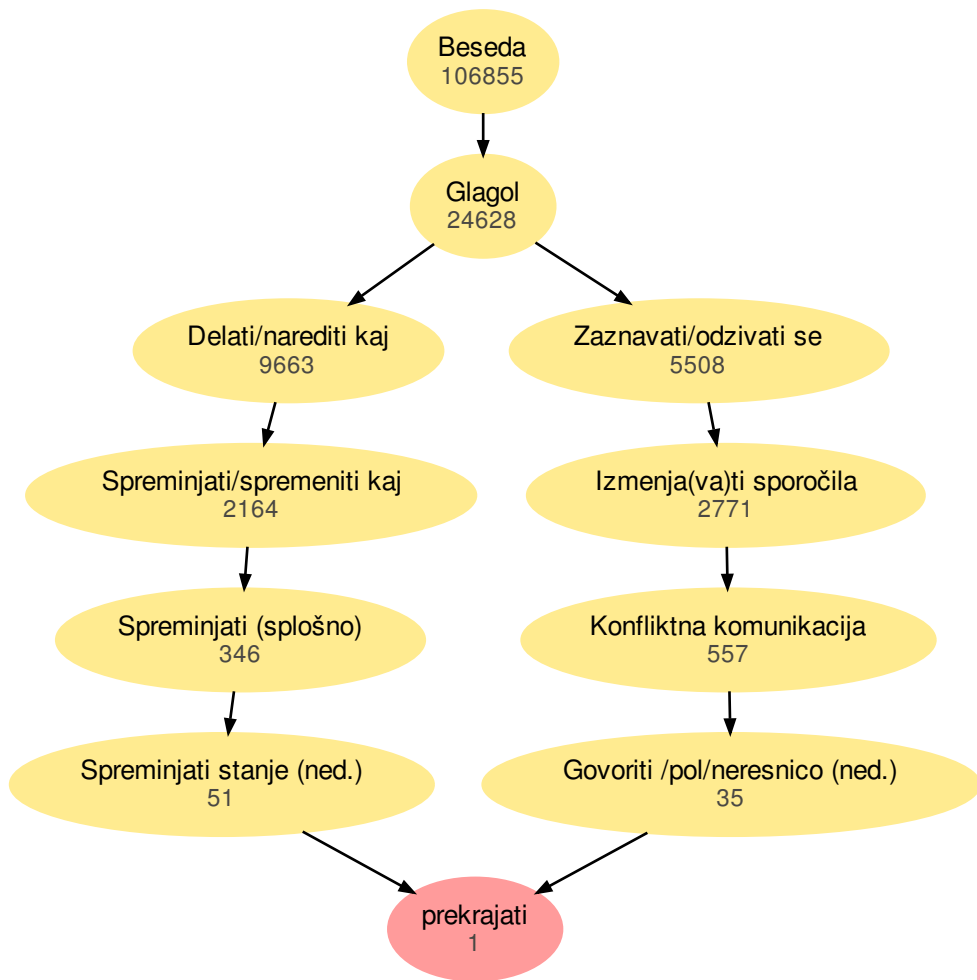 Beseda
106855
Glagol
24628
Delati/narediti kaj
9663
Zaznavati/odzivati se
5508
Spreminjati/spremeniti kaj
2164
Izmenja(va)ti sporočila
2771
Spreminjati (splošno)
346
Konfliktna komunikacija
557
Spreminjati stanje (ned.)
51
Govoriti /pol/neresnico (ned.)
35
prekrajati
1